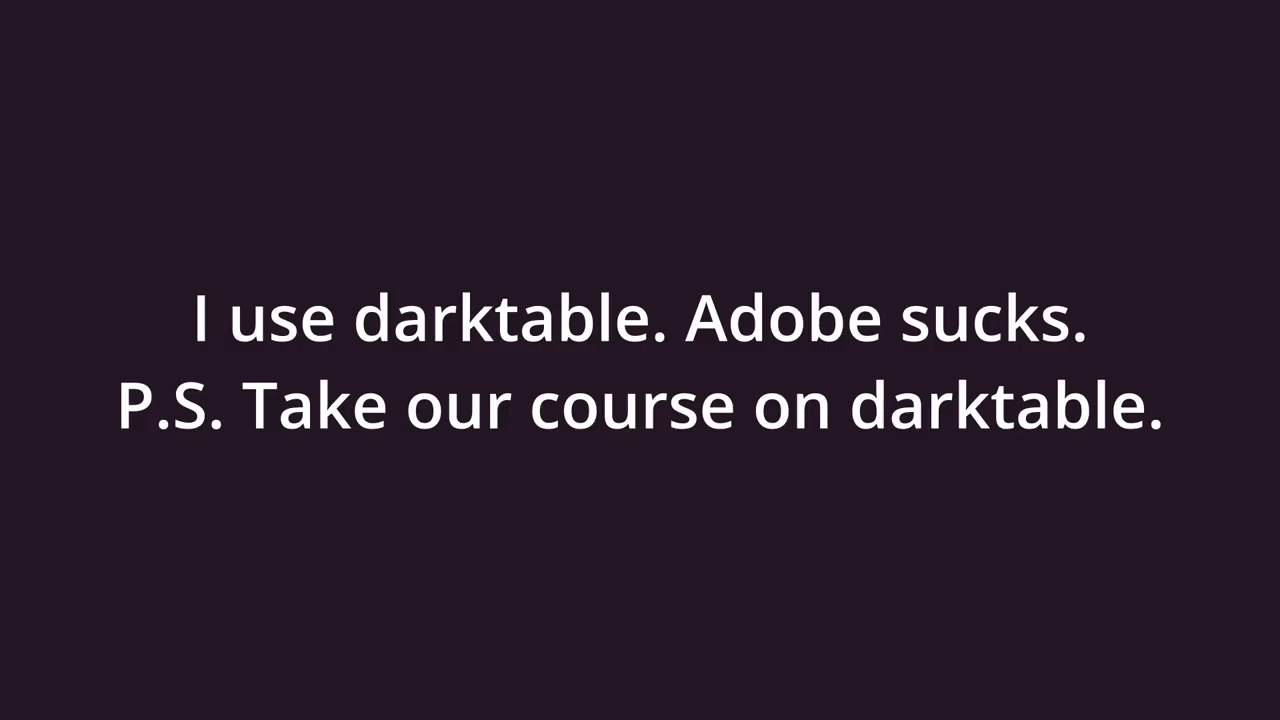 I use darktable. Adobe sucks.
P.S. Take our course on darktable.